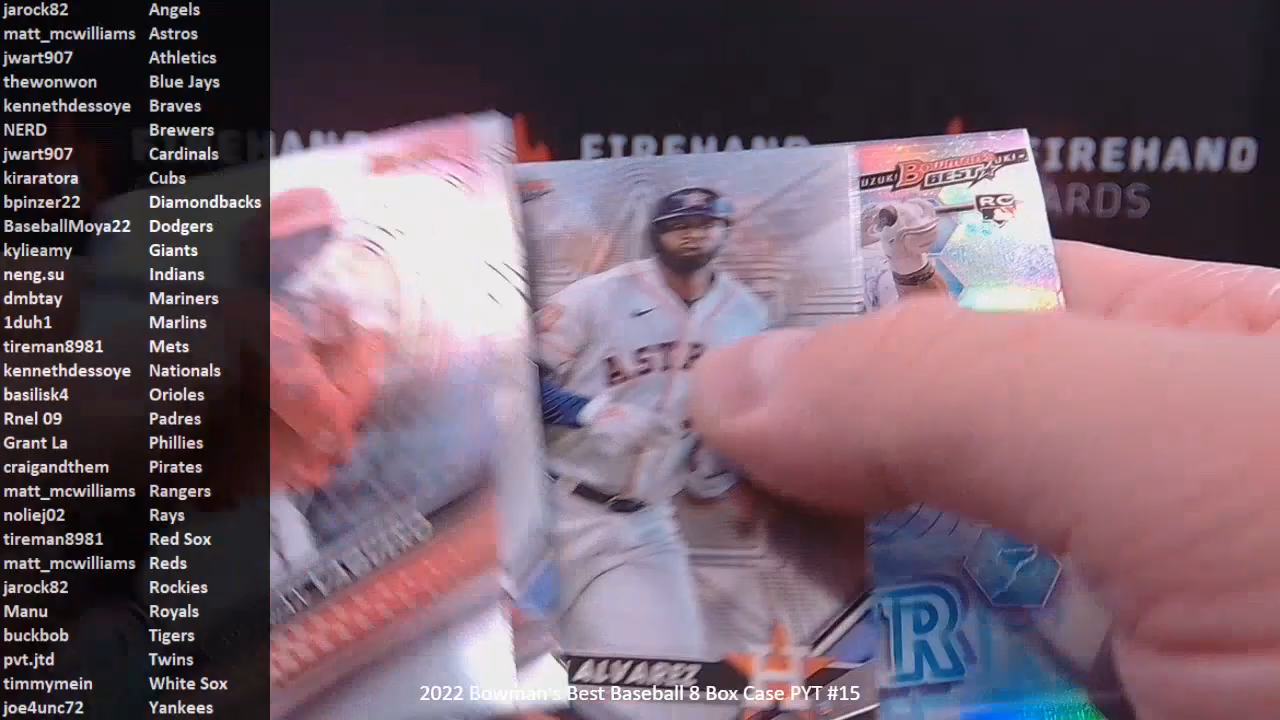 jarock82 Angels
matt_mcwilliams Astros
jwart907 Athletics
thewonwon Blue Jays
kennethdessoye Braves
NERD Brewers
jwart907 Cardinals
kiraratora Cubs
bpinzer22 Diamondbacks
BaseballMoya22 Dodgers
kylieamy Giants
neng.su Indians
dmbtay Mariners
1duh1 Marlins
tireman8981 Mets
kennethdessoye Nationals
basilisk4 Orioles
Rnel 09 Padres
Grant La Phillies
craigandthem Pirates
matt_mcwilliams Rangers
noliej02 Rays
tireman8981 Red Sox
matt_mcwilliams Reds
jarock82 Rockies
Manu Royals
buckbob Tigers
pvt.jtd Twins
timmymein White Sox
joe4unc72 Yankees
FIREHAND
FIREHAND
CARDS
Bowman's
BEST
RC
R
ALVAREZ
2022 Bowman's Best Baseball 8 Box Case PYT #15